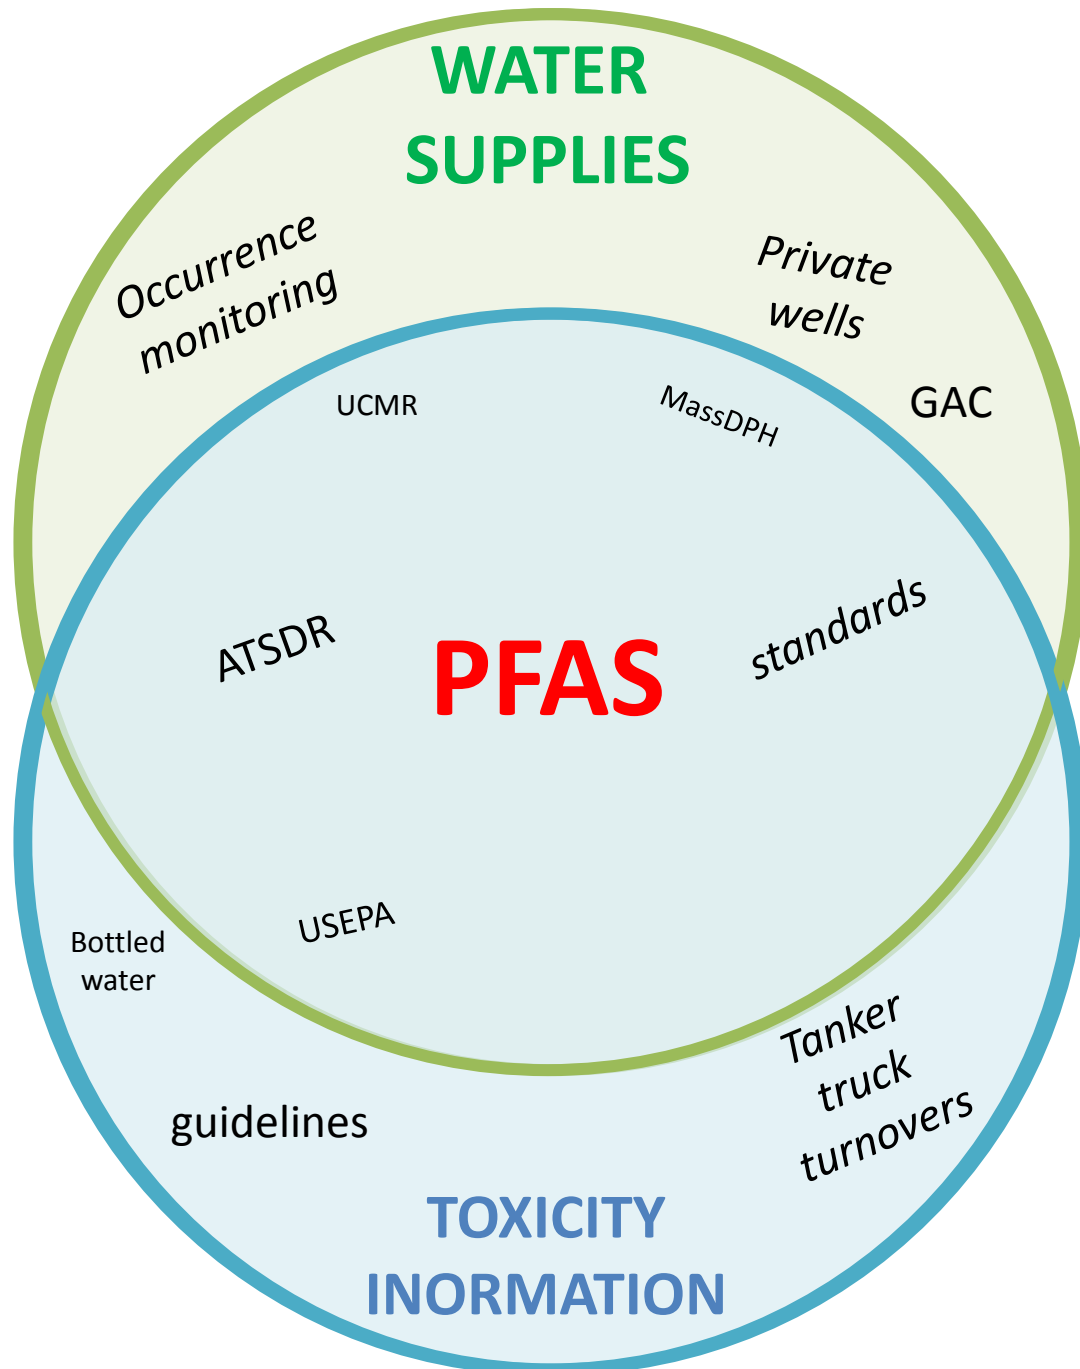 WATER
SUPPLIES
Occurrence
monitoring
Private
wells
GAC
UCMR
MassDPH
ATSDR
PFAS
standards
USEPA
Bottled
water
Tanker
truck
turnovers
guidelines
TOXICITY
INORMATION